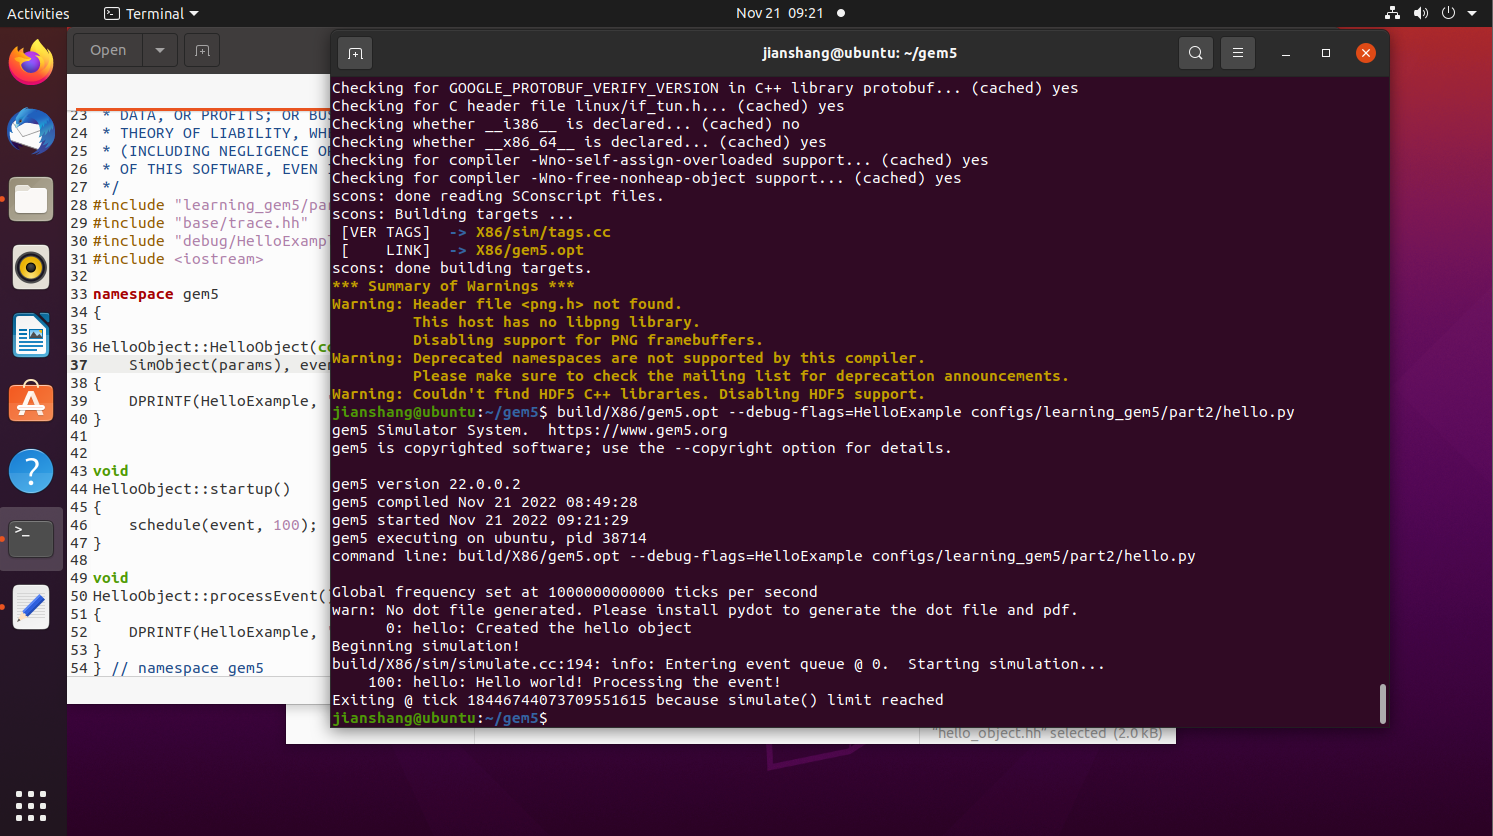 Activities
Terminal
Nov 21 09:21
Open
jianshang@ubuntu: ~/gem5
23 * DATA, OR PROFITS; OR BUS
24 * THEORY OF LIABILITY, WHE
25 * (INCLUDING NEGLIGENCE OR
26 * OF THIS SOFTWARE, EVEN I
27 */
28 #include "learning_gem5/par
29 #include "base/trace.hh"
30 #include "debug/HelloExampl
31 #include <iostream>
32
33 namespace gem5
34 {
35
36 HelloObject::HelloObject(co
37 SimObject(params), even
38 {
39 DPRINTF(HelloExample,
40 }
41
42
43 void
44 HelloObject::startup()
45 {
46 schedule(event, 100);
47 }
48
49 void
50 HelloObject::processEvent(
51 {
52 DPRINTF(HelloExample,
53 }
54 } // namespace gem5
Checking for GOOGLE_PROTOBUF_VERIFY_VERSION in C++ library protobuf... (cached) yes
Checking for C header file linux/if_tun.h... (cached) yes
Checking whether __i386__ is declared... (cached) no
Checking whether __x86_64__ is declared... (cached) yes
Checking for compiler -Wno-self-assign-overloaded support... (cached) yes
Checking for compiler -Wno-free-nonheap-object support... (cached) yes
scons: done reading SConscript files.
scons: Building targets ...
[VER TAGS] -> X86/sim/tags.cc
[ LINK] -> X86/gem5.opt
scons: done building targets.
*** Summary of Warnings ***
Warning: Header file <png.h> not found.
This host has no libpng library.
Disabling support for PNG framebuffers.
Warning: Deprecated namespaces are not supported by this compiler.
Please make sure to check the mailing list for deprecation announcements.
Warning: Couldn't find HDF5 C++ libraries. Disabling HDF5 support.
jianshang@ubuntu:~/gem5$ build/X86/gem5.opt --debug-flags=HelloExample configs/learning_gem5/part2/hello.py
gem5 Simulator System. https://www.gem5.org
gem5 is copyrighted software; use the --copyright option for details.
gem5 version 22.0.0.2
gem5 compiled Nov 21 2022 08:49:28
gem5 started Nov 21 2022 09:21:29
gem5 executing on ubuntu, pid 38714
command line: build/X86/gem5.opt --debug-flags=HelloExample configs/learning_gem5/part2/hello.py
Global frequency set at 1000000000000 ticks per second
warn: No dot file generated. Please install pydot to generate the dot file and pdf.
0: hello: Created the hello object
Beginning simulation!
build/X86/sim/simulate.cc:194: info: Entering event queue @ 0. Starting simulation...
100: hello: Hello world! Processing the event!
Exiting @ tick 18446744073709551615 because simulate() limit reached
jianshang@ubuntu:~/gem5$
"hello_object.hh" selected (2.0 kB)